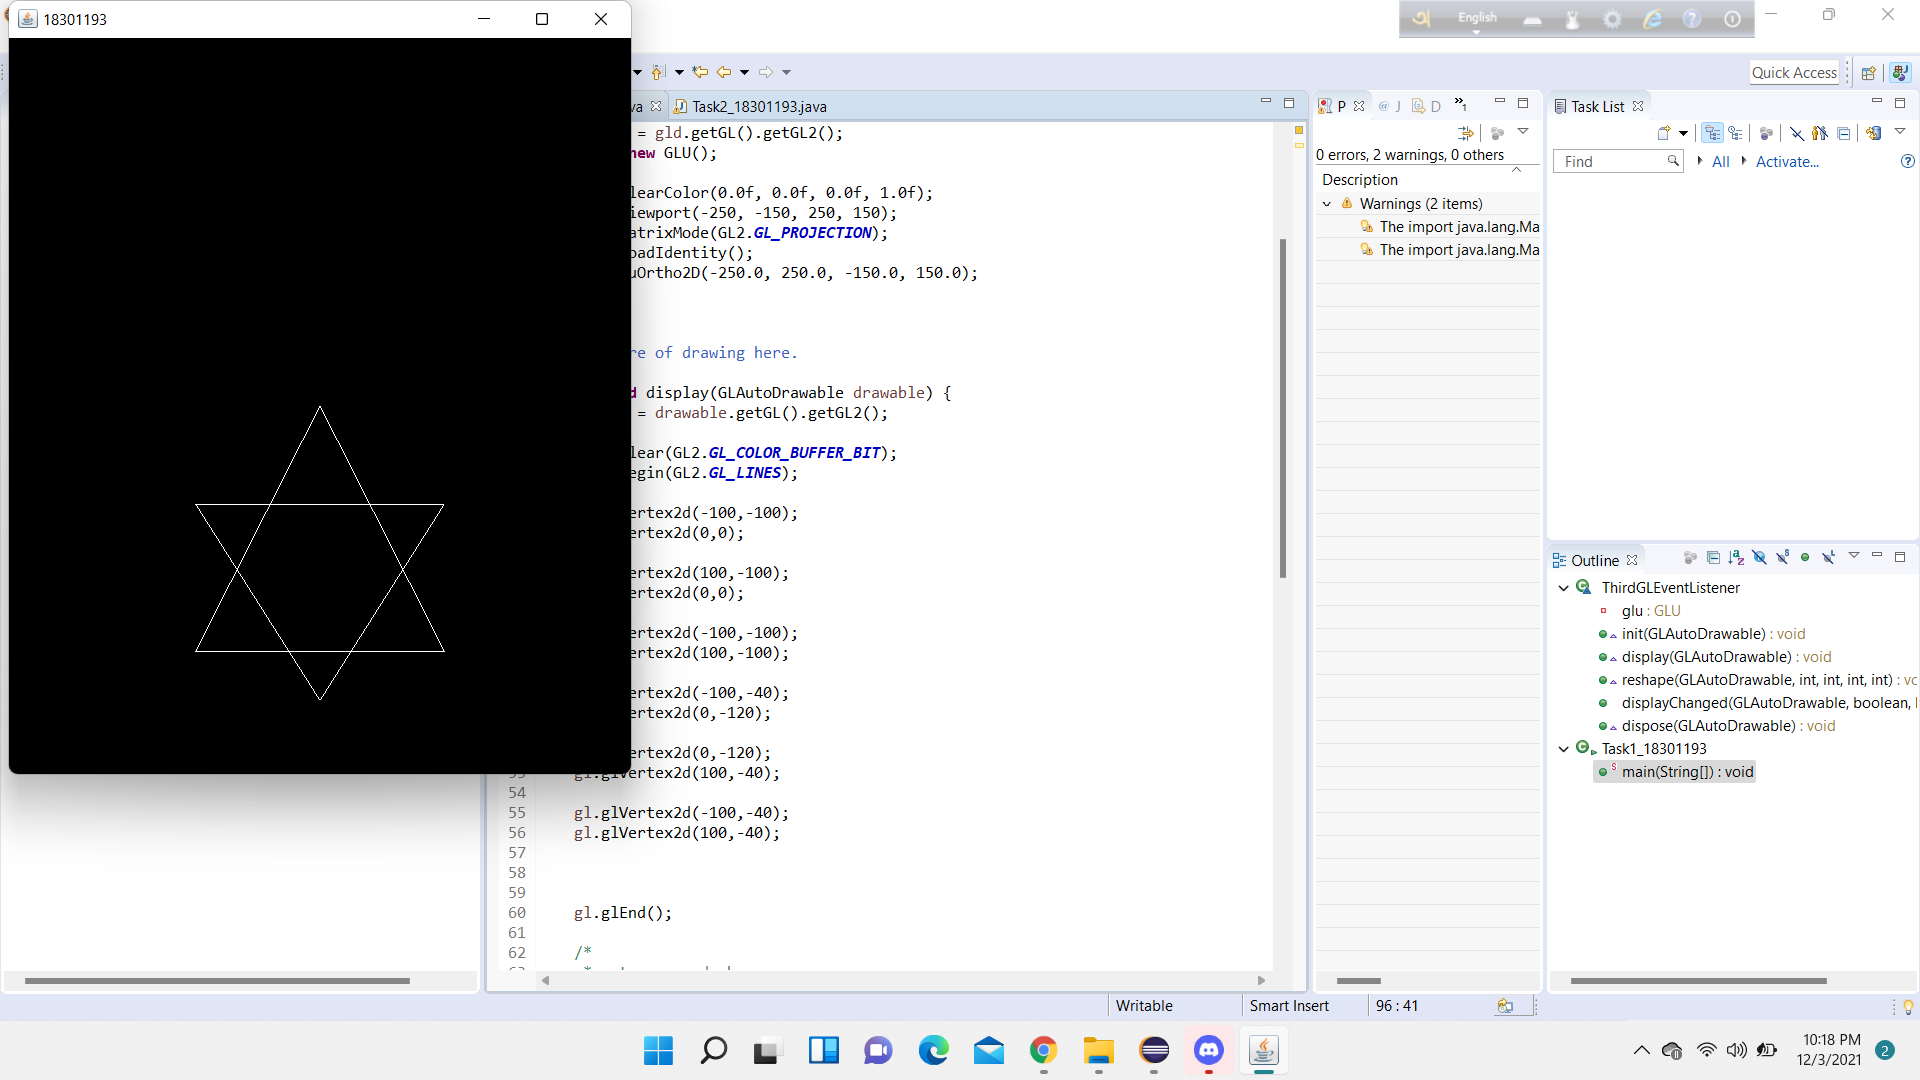 18301193
English
Quick Access
va
Task2_18301193.java
= gld.getGL().getGL2();
new GLU();
learColor(0.0f, 0.0f, 0.0f, 1.0f);
iewport(-250, -150, 250, 150);
atrixMode(GL2.GL_PROJECTION);
oadIdentity();
uOrtho2D(-250.0, 250.0, -150.0, 150.0);
re of drawing here.
d display(GLAutoDrawable drawable) {
= drawable.getGL().getGL2();
lear(GL2.GL_COLOR_BUFFER_BIT);
egin(GL2.GL_LINES);
ertex2d(-100,-100);
ertex2d(0,0);
ertex2d(100,-100);
ertex2d(0,0);
ertex2d(-100,-100);
ertex2d(100,-100);
ertex2d(-100,-40);
ertex2d(0,-120);
ertex2d(0,-120);
gl.glVertex2d(100,-40);
54
55 gl.glVertex2d(-100,-40);
56 gl.glVertex2d(100,-40);
57
58
59
60 gl.glEnd();
61
62 /*
P
@ J
D
»1
0 errors, 2 warnings, 0 others
Description
Warnings (2 items)
The import java.lang.Ma
The import java.lang.Ma
Task List
Find
All
Activate...
Outline
ThirdGLEventListener
glu : GLU
init(GLAutoDrawable) : void
display(GLAutoDrawable) : void
reshape(GLAutoDrawable, int, int, int, int) : vc
displayChanged(GLAutoDrawable, boolean,
dispose(GLAutoDrawable) : void
Task1_18301193
main(String[]) : void
Writable
Smart Insert
96 : 41
10:18 PM
12/3/2021
2